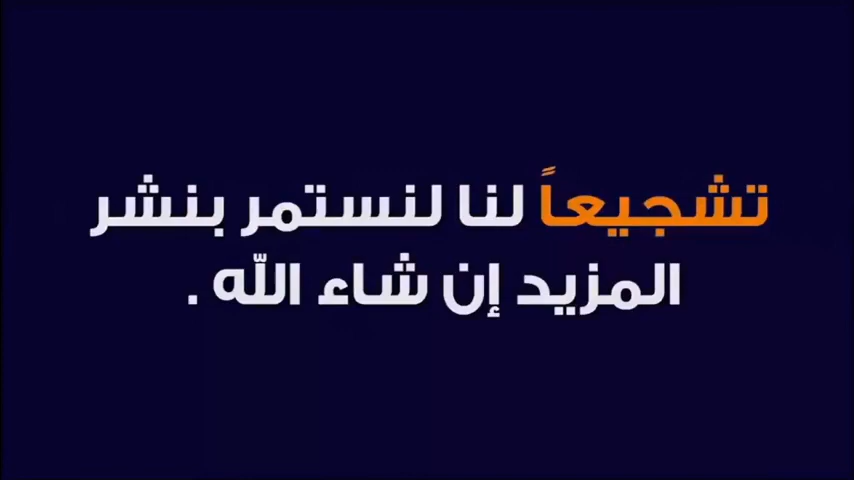 تشجيعاً لنا لنستمر بنشر
المزيد إن شاء الله .